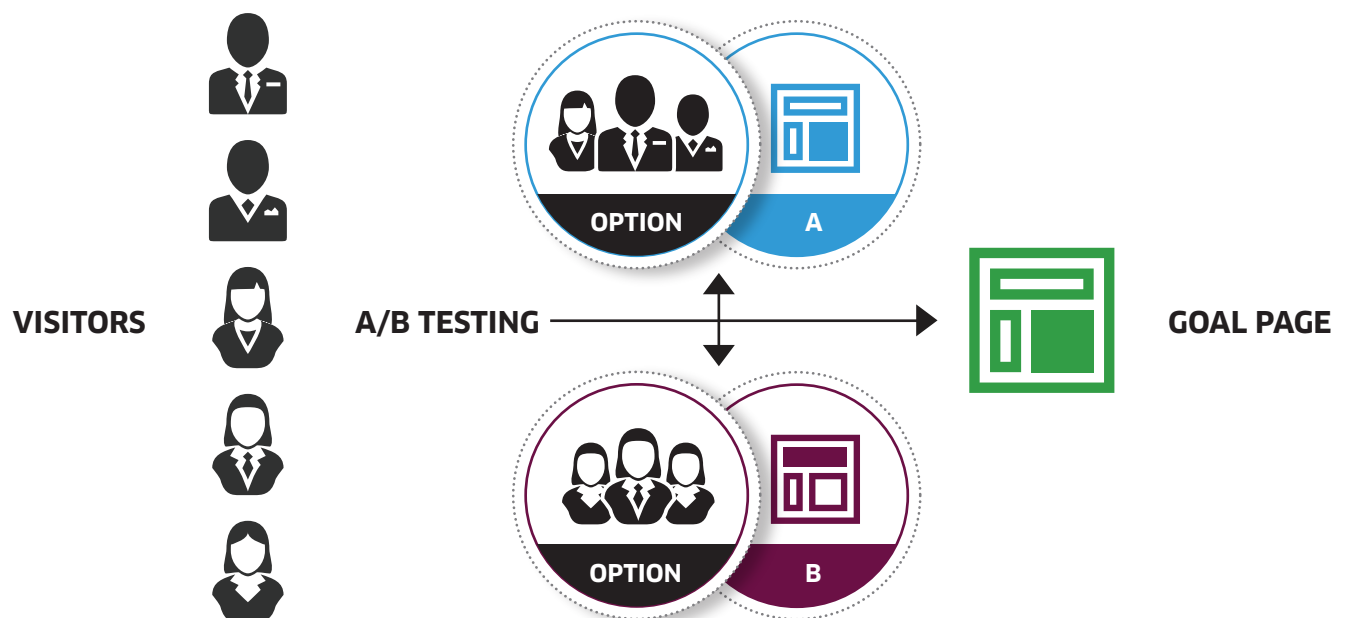 OPTION
A
VISITORS
A/B TESTING
GOAL PAGE
OPTION
B